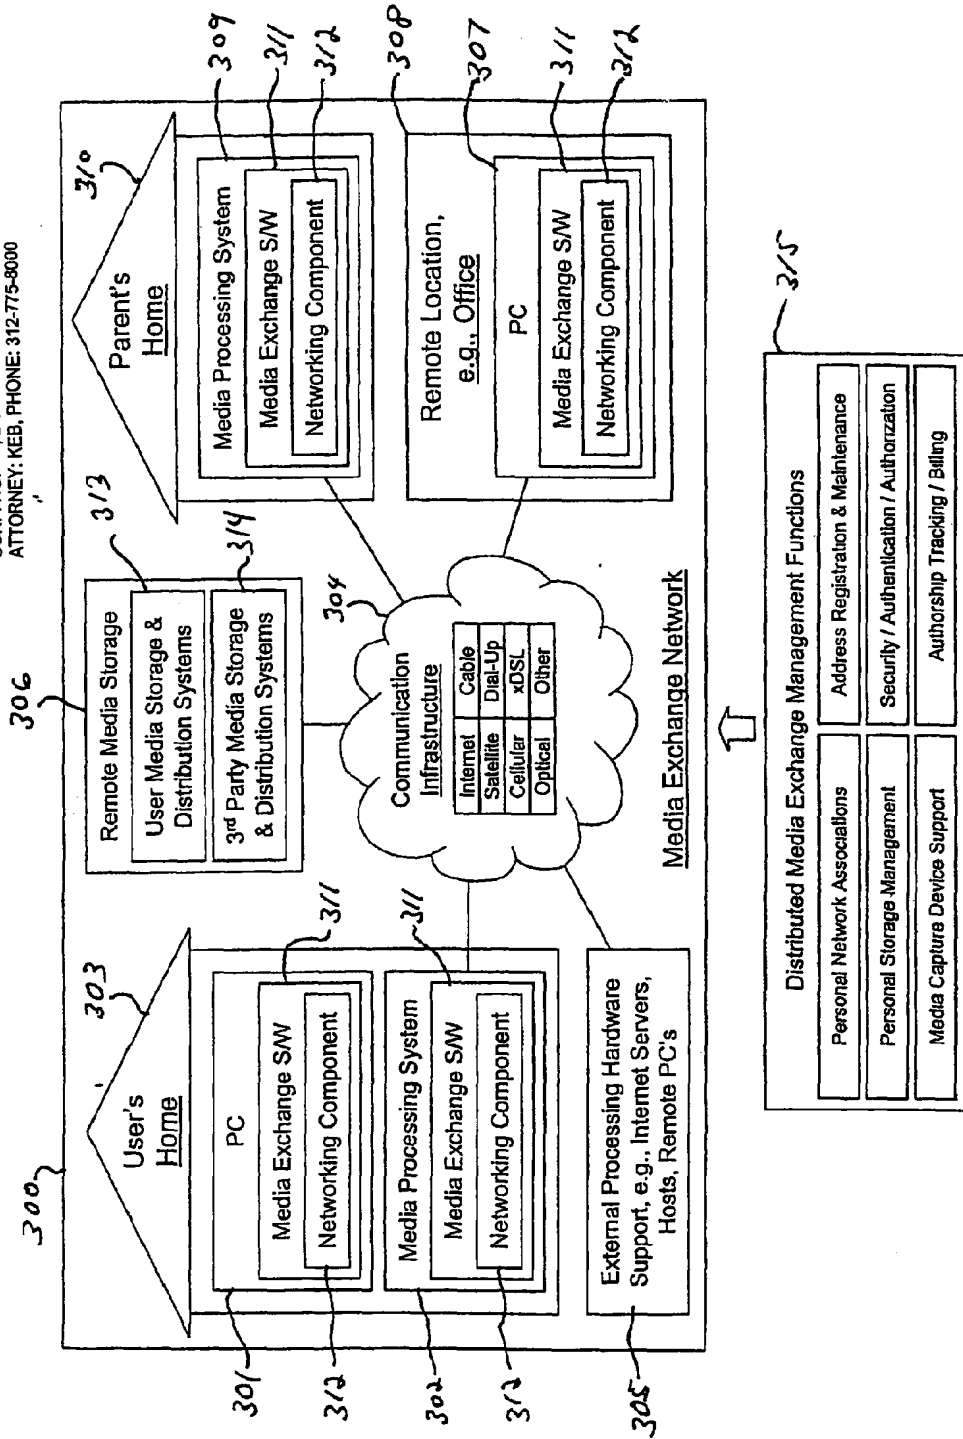 ATTORNEY: KEB, PHONE: 312-775-8000
300
303
User's
Home
PC
Media Exchange S/W
Networking Component
Media Processing System
Media Exchange S/W
Networking Component
311
311
301
312
302
312
External Processing Hardware
Support, e.g., Internet Servers,
Hosts, Remote PC's
305
306
Remote Media Storage
User Media Storage &
Distribution Systems
3rd Party Media Storage
& Distribution Systems
313
314
304
Communication
Infrastructure
Internet Cable
Satellite Dial-Up
Cellular xDSL
Optical Other
Media Exchange Network
310
Parent's
Home
Media Processing System
Media Exchange S/W
Networking Component
309
311
312
308
Remote Location,
e.g., Office
PC
Media Exchange S/W
Networking Component
307
311
312
315
Distributed Media Exchange Management Functions
Personal Network Associations Address Registration & Maintenance
Personal Storage Management Security / Authentication / Authorization
Media Capture Device Support Authorship Tracking / Billing